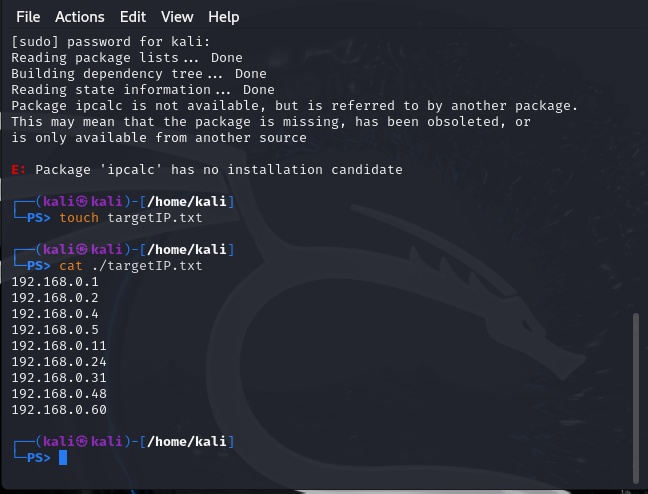 File Actions Edit View Help
[sudo] password for kali:
Reading package lists... Done
Building dependency tree... Done
Reading state information... Done
Package ipcalc is not available, but is referred to by another package.
This may mean that the package is missing, has been obsoleted, or
is only available from another source

E: Package 'ipcalc' has no installation candidate

┌──(kali㉿kali)-[/home/kali]
└─PS> touch targetIP.txt

┌──(kali㉿kali)-[/home/kali]
└─PS> cat ./targetIP.txt
192.168.0.1
192.168.0.2
192.168.0.4
192.168.0.5
192.168.0.11
192.168.0.24
192.168.0.31
192.168.0.48
192.168.0.60

┌──(kali㉿kali)-[/home/kali]
└─PS>